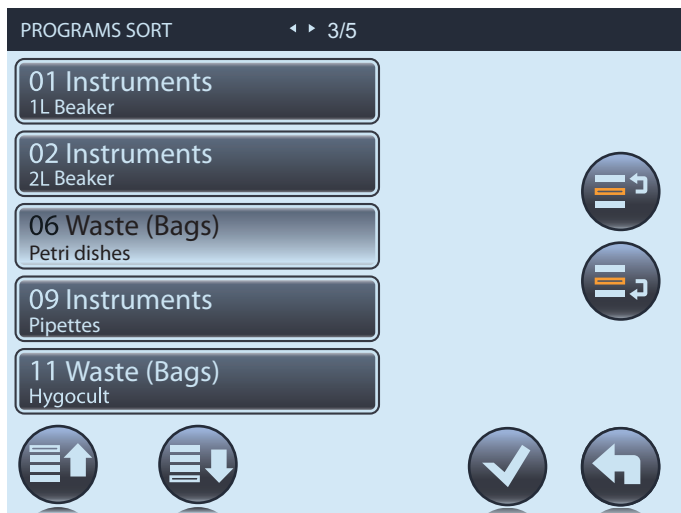 PROGRAMS SORT 3/5
01 Instruments
1L Beaker
02 Instruments
2L Beaker
06 Waste (Bags)
Petri dishes
09 Instruments
Pipettes
11 Waste (Bags)
Hygocult